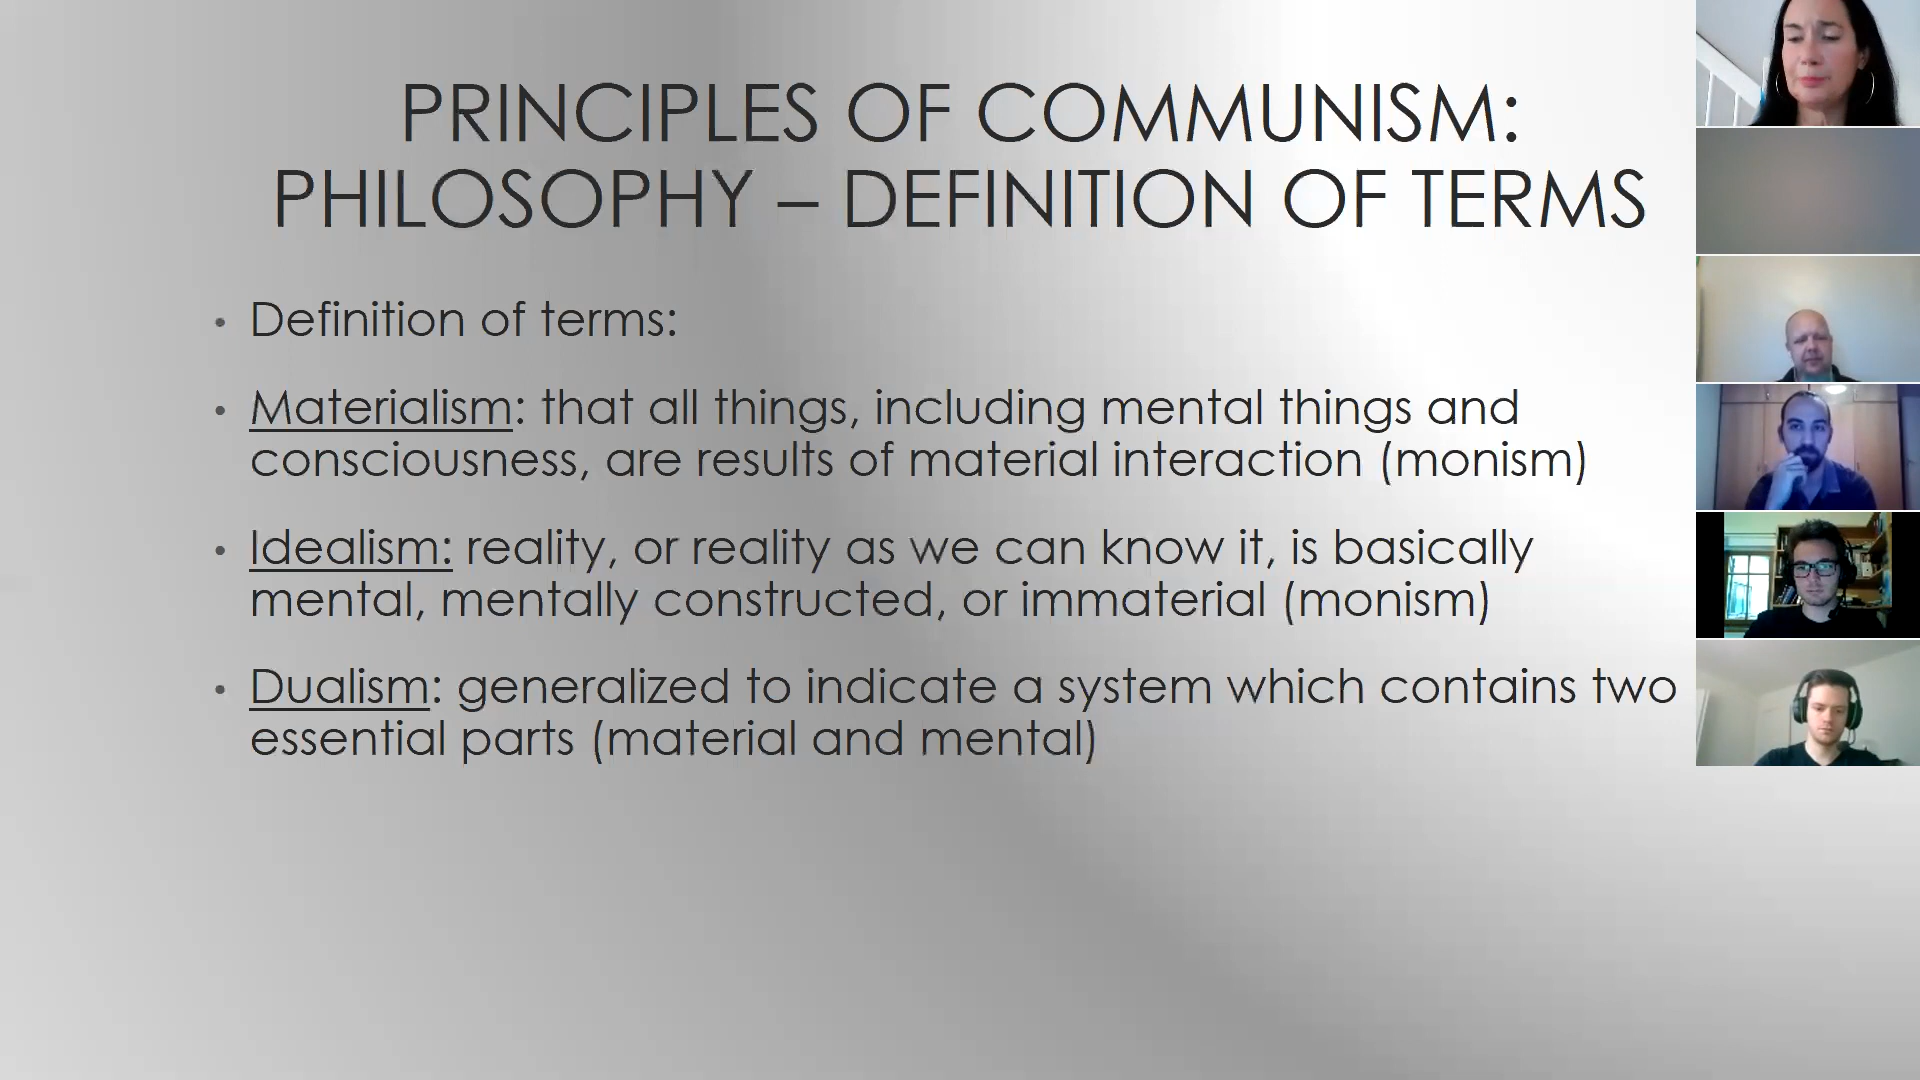 PRINCIPLES OF COMMUNISM:
PHILOSOPHY – DEFINITION OF TERMS
• Definition of terms:
• Materialism: that all things, including mental things and
consciousness, are results of material interaction (monism)
• Idealism: reality, or reality as we can know it, is basically
mental, mentally constructed, or immaterial (monism)
• Dualism: generalized to indicate a system which contains two
essential parts (material and mental)